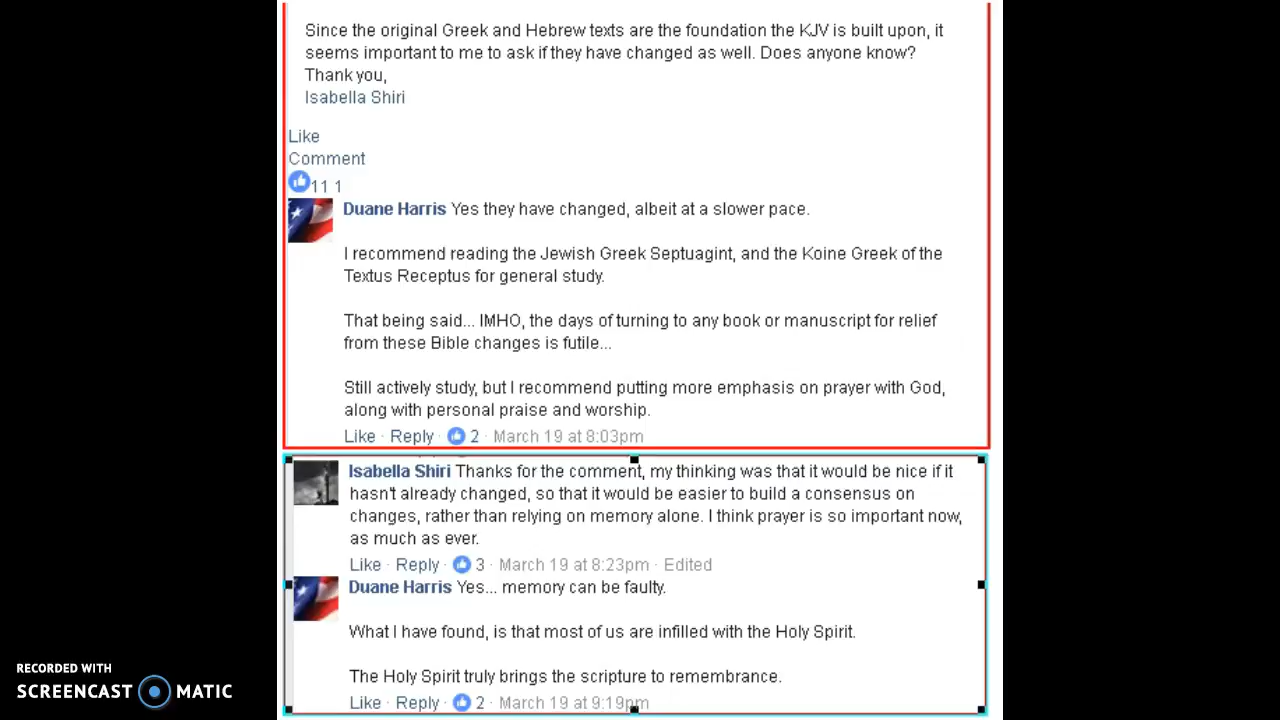 Since the original Greek and Hebrew texts are the foundation the KJV is built upon, it
seems important to me to ask if they have changed as well. Does anyone know?
Thank you,
Isabella Shiri
Like
Comment
11 1
Duane Harris Yes they have changed, albeit at a slower pace.
I recommend reading the Jewish Greek Septuagint, and the Koine Greek of the
Textus Receptus for general study.
That being said... IMHO, the days of turning to any book or manuscript for relief
from these Bible changes is futile...
Still actively study, but I recommend putting more emphasis on prayer with God,
along with personal praise and worship.
Like · Reply · 2 · March 19 at 8:03pm
Isabella Shiri Thanks for the comment, my thinking was that it would be nice if it
hasn't already changed, so that it would be easier to build a consensus on
changes, rather than relying on memory alone. I think prayer is so important now,
as much as ever.
Like · Reply · 3 · March 19 at 8:23pm · Edited
Duane Harris Yes... memory can be faulty.
What I have found, is that most of us are infilled with the Holy Spirit.
The Holy Spirit truly brings the scripture to remembrance.
Like · Reply · 2 · March 19 at 9:19pm
RECORDED WITH
SCREENCAST MATIC